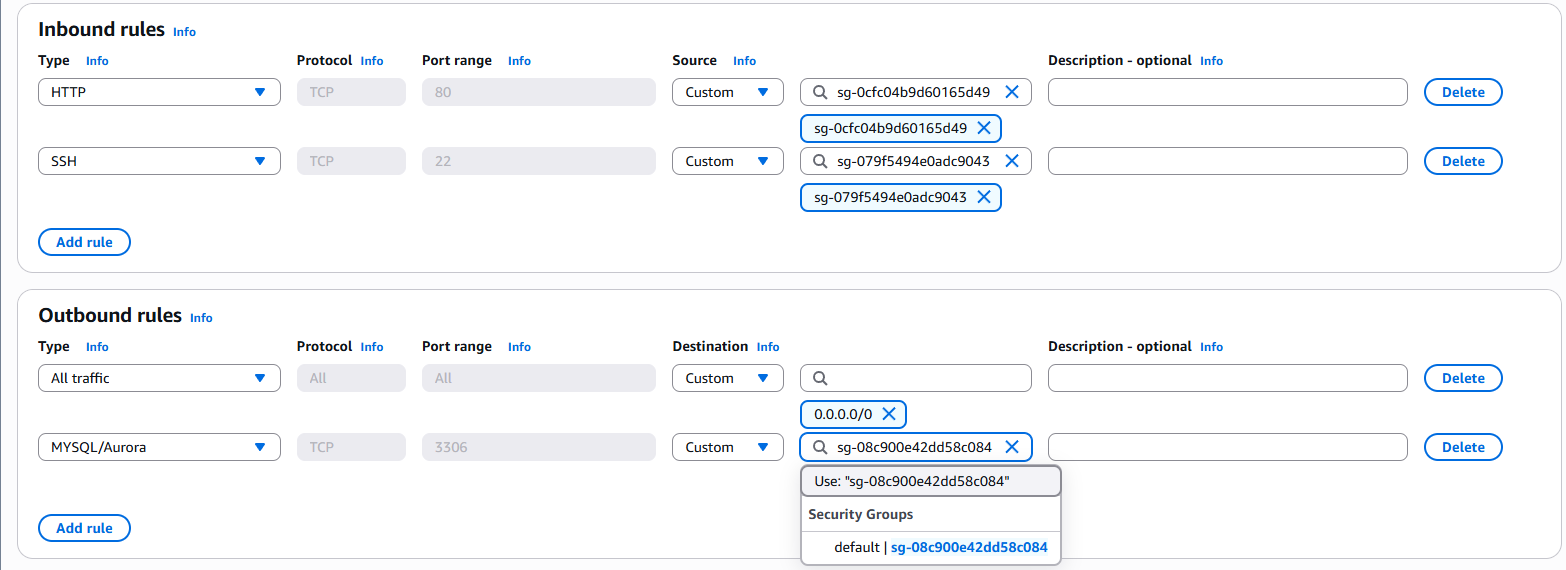 Inbound rules Info
Type Info Protocol Info Port range Info Source Info Description - optional Info
HTTP TCP 80 Custom sg-0cfc04b9d60165d49 Delete
sg-0cfc04b9d60165d49
SSH TCP 22 Custom sg-079f5494e0adc9043 Delete
sg-079f5494e0adc9043
Add rule
Outbound rules Info
Type Info Protocol Info Port range Info Destination Info Description - optional Info
All traffic All All Custom Delete
0.0.0.0/0
MYSQL/Aurora TCP 3306 Custom sg-08c900e42dd58c084 Delete
Use: "sg-08c900e42dd58c084"
Security Groups
Add rule
default | sg-08c900e42dd58c084